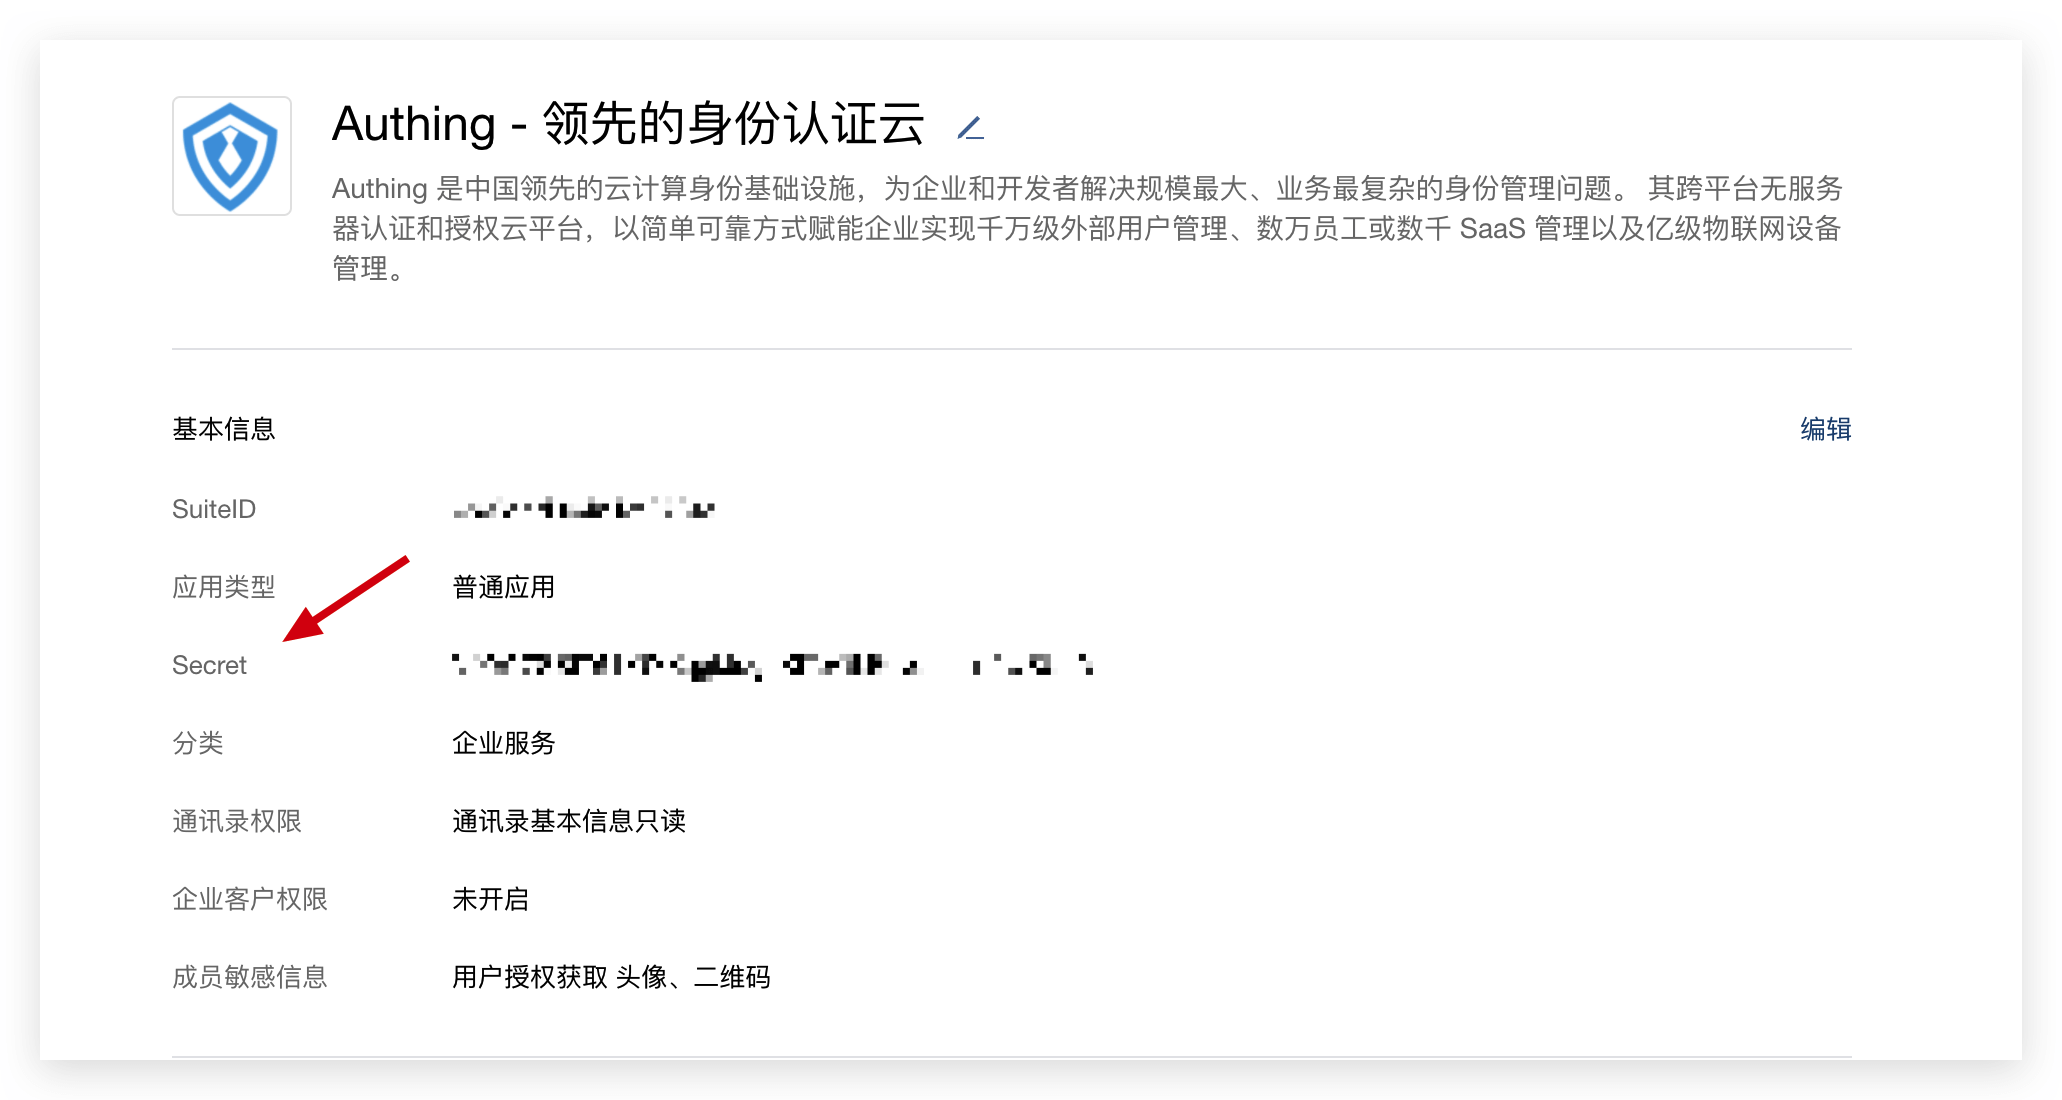 Authing - 领先的身份认证云
Authing 是中国领先的云计算身份基础设施，为企业和开发者解决规模最大、业务最复杂的身份管理问题。 其跨平台无服务
器认证和授权云平台，以简单可靠方式赋能企业实现千万级外部用户管理、数万员工或数千 SaaS 管理以及亿级物联网设备
管理。
基本信息 编辑
SuiteID
应用类型 普通应用
Secret
分类 企业服务
通讯录权限 通讯录基本信息只读
企业客户权限 未开启
成员敏感信息 用户授权获取 头像、二维码